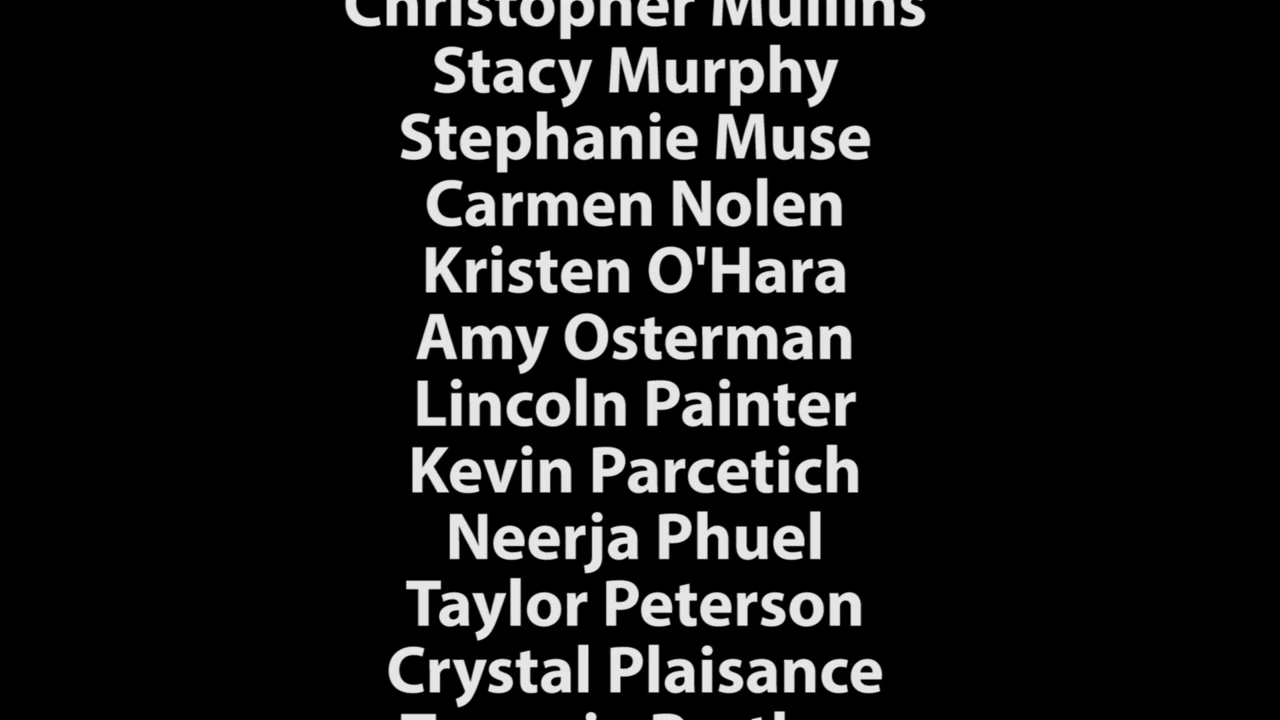 Christopher Mullins
Stacy Murphy
Stephanie Muse
Carmen Nolen
Kristen O'Hara
Amy Osterman
Lincoln Painter
Kevin Parcetich
Neerja Phuel
Taylor Peterson
Crystal Plaisance